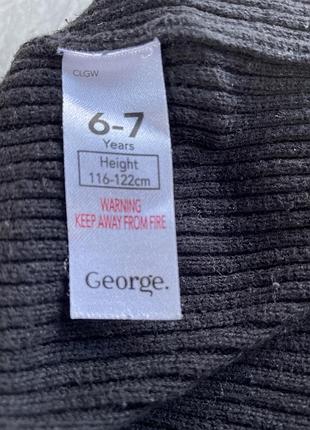 CLGW
6-7
Years
Height
116-122cm
WARNING
KEEP AWAY FROM FIRE
George.